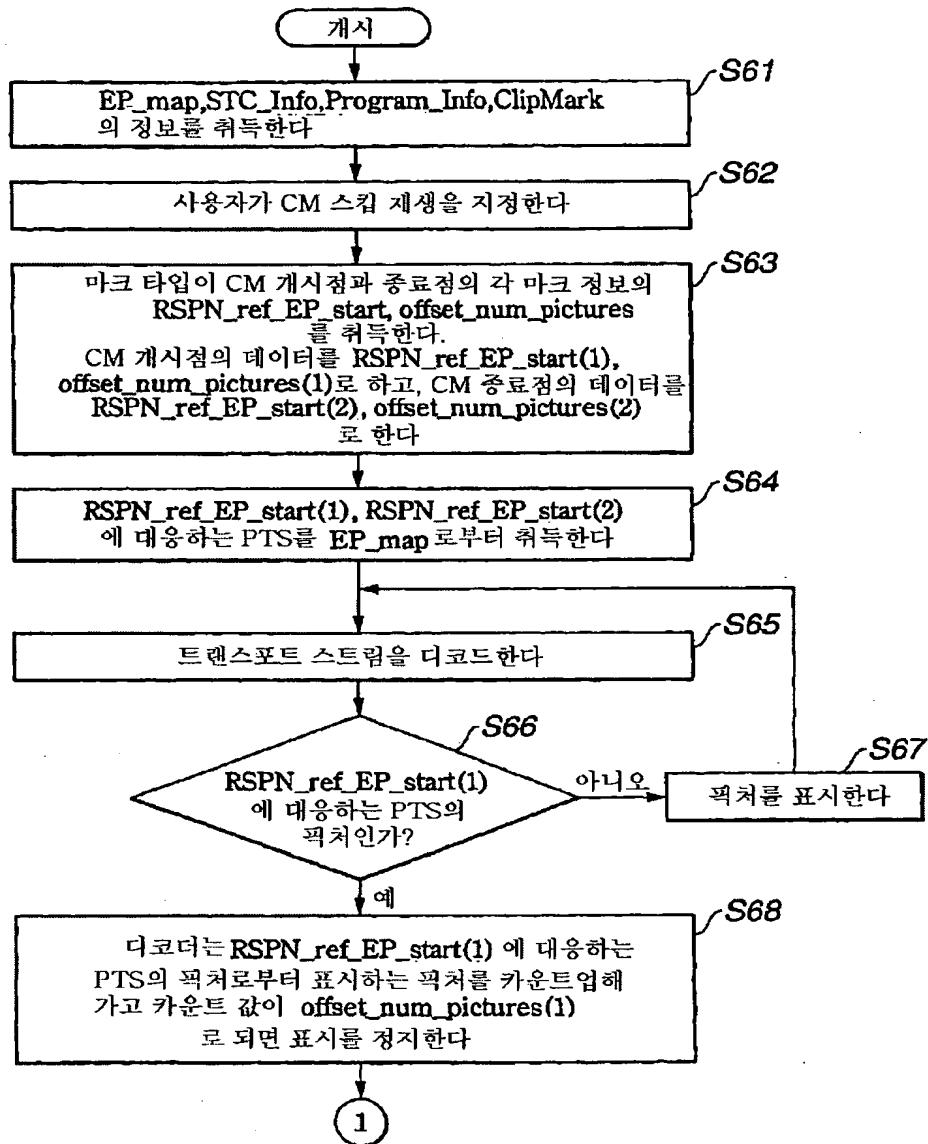 개시
S61
EP_map,STC_Info,Program_Info,ClipMark
의 정보를 취득한다
S62
사용자가 CM 스킵 재생을 지정한다
S63
마크 타입이 CM 개시점과 종료점의 각 마크 정보의
RSPN_ref_EP_start, offset_num_pictures
를 취득한다.
CM 개시점의 데이터를 RSPN_ref_EP_start(1),
offset_num_pictures(1)로 하고, CM 종료점의 데이터를
RSPN_ref_EP_start(2), offset_num_pictures(2)
로 한다
S64
RSPN_ref_EP_start(1), RSPN_ref_EP_start(2)
에 대응하는 PTS를 EP_map로부터 취득한다
S65
트랜스포트 스트림을 디코드한다
S66
RSPN_ref_EP_start(1)
에 대응하는 PTS의
픽처인가?
아니오
S67
픽처를 표시한다
예
S68
디코더는 RSPN_ref_EP_start(1) 에 대응하는
PTS의 픽처로부터 표시하는 픽처를 카운트업해
가고 카운트 값이 offset_num_pictures(1)
로 되면 표시를 정지한다
1